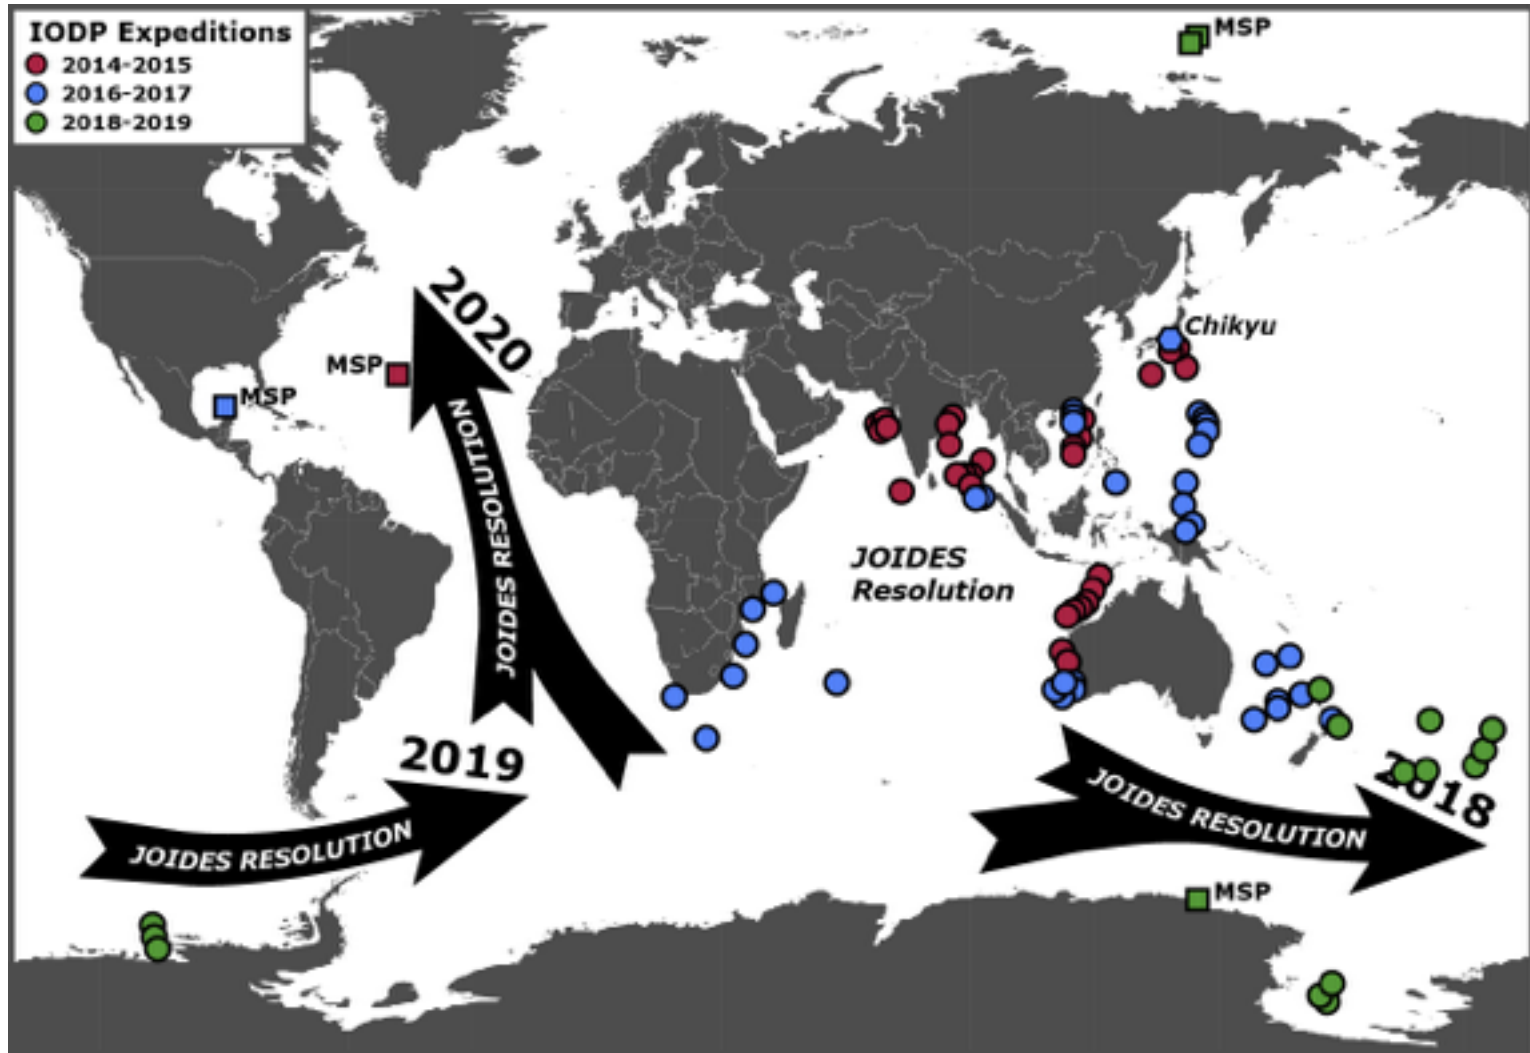 IODP Expeditions
2014-2015
2016-2017
2018-2019
MSP
2020
Chikyu
MSP
MSP
JOIDES RESOLUTION
JOIDES
Resolution
2019
2018
JOIDES RESOLUTION
JOIDES RESOLUTION
MSP